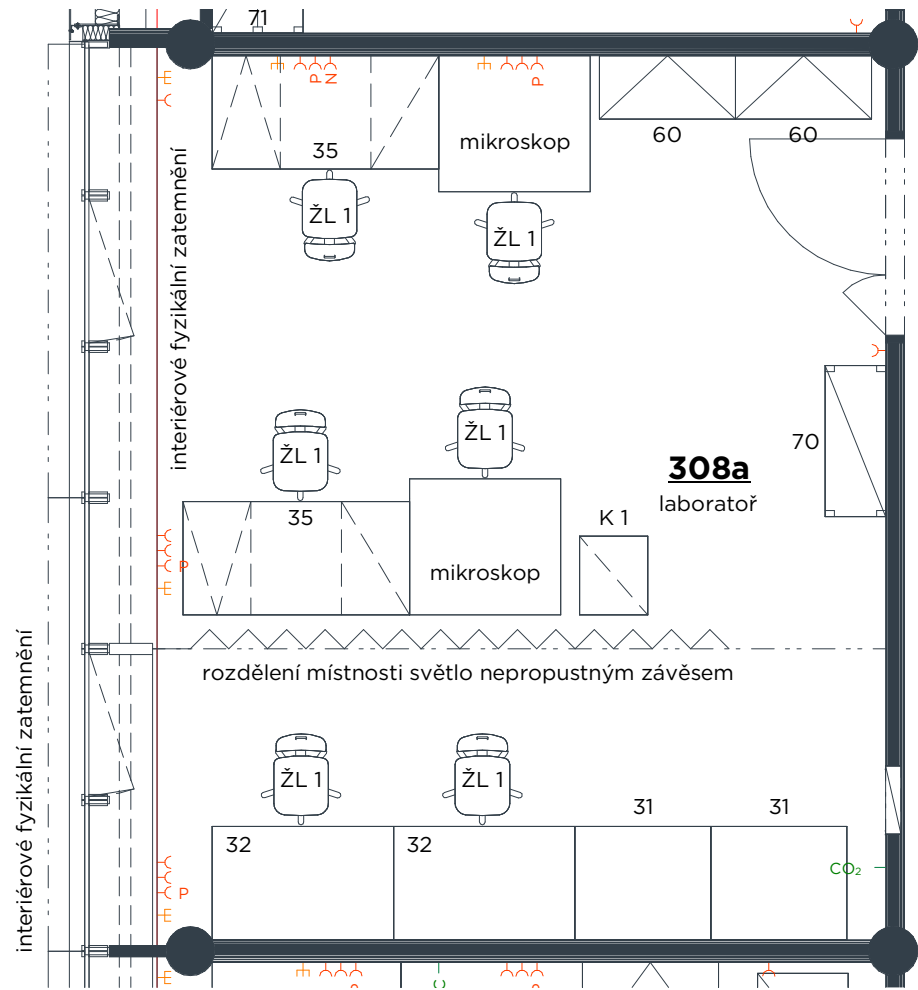 71
P
N
P
35
mikroskop
60
60
ŽL 1
ŽL 1
interiérové fyzikální zatemnění
ŽL 1
ŽL 1
70
308a
laboratoř
35
K 1
mikroskop
P
rozdělení místnosti světlo nepropustným závěsem
interiérové fyzikální zatemnění
ŽL 1
ŽL 1
32
32
31
31
CO₂
P